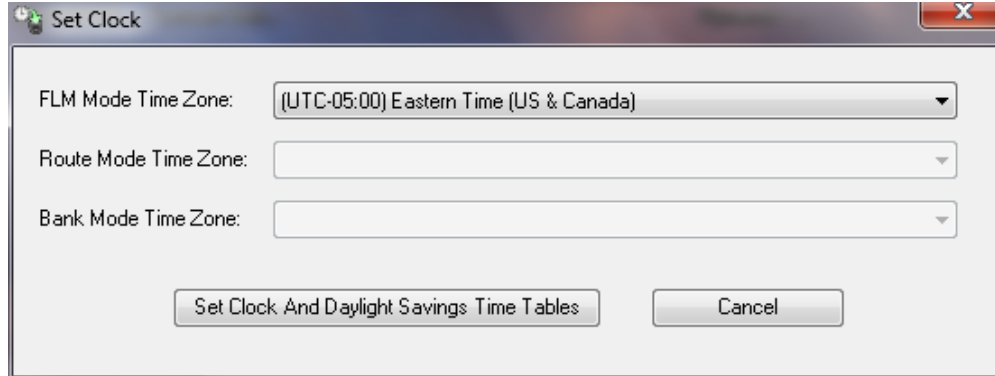 Set Clock
FLM Mode Time Zone: (UTC-05:00) Eastern Time (US & Canada)
Route Mode Time Zone:
Bank Mode Time Zone:
Set Clock And Daylight Savings Time Tables Cancel